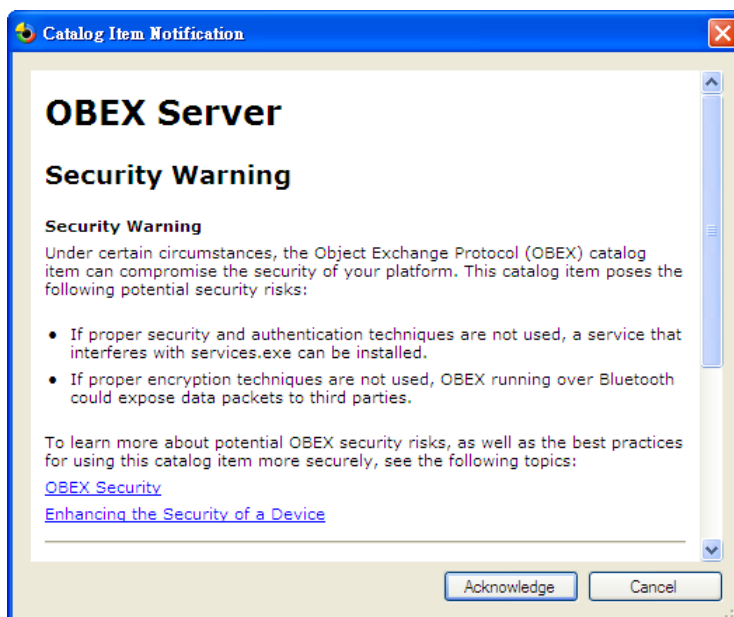 Catalog Item Notification
OBEX Server
Security Warning
Security Warning
Under certain circumstances, the Object Exchange Protocol (OBEX) catalog
item can compromise the security of your platform. This catalog item poses the
following potential security risks:
• If proper security and authentication techniques are not used, a service that
interferes with services.exe can be installed.
• If proper encryption techniques are not used, OBEX running over Bluetooth
could expose data packets to third parties.
To learn more about potential OBEX security risks, as well as the best practices
for using this catalog item more securely, see the following topics:
OBEX Security
Enhancing the Security of a Device
Acknowledge
Cancel